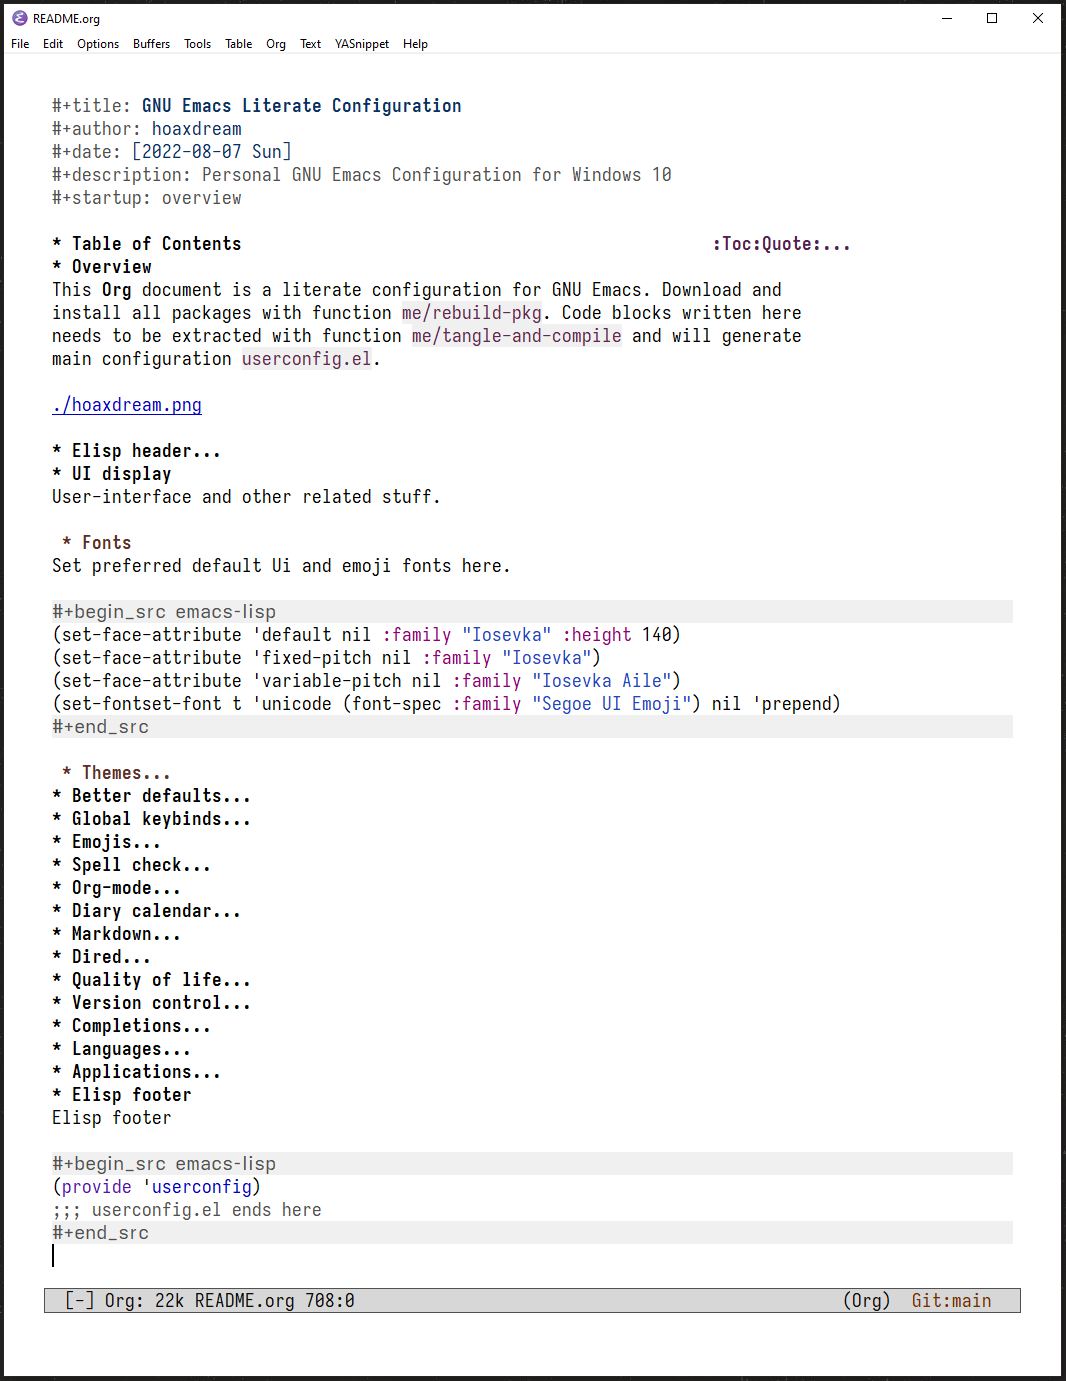 README.org
File Edit Options Buffers Tools Table Org Text YASnippet Help
#+title: GNU Emacs Literate Configuration
#+author: hoaxdream
#+date: [2022-08-07 Sun]
#+description: Personal GNU Emacs Configuration for Windows 10
#+startup: overview
* Table of Contents :Toc:Quote:...
* Overview
This Org document is a literate configuration for GNU Emacs. Download and
install all packages with function me/rebuild-pkg. Code blocks written here
needs to be extracted with function me/tangle-and-compile and will generate
main configuration userconfig.el.
./hoaxdream.png
* Elisp header...
* UI display
User-interface and other related stuff.
* Fonts
Set preferred default Ui and emoji fonts here.
#+begin_src emacs-lisp
(set-face-attribute 'default nil :family "Iosevka" :height 140)
(set-face-attribute 'fixed-pitch nil :family "Iosevka")
(set-face-attribute 'variable-pitch nil :family "Iosevka Aile")
(set-fontset-font t 'unicode (font-spec :family "Segoe UI Emoji") nil 'prepend)
#+end_src
* Themes...
* Better defaults...
* Global keybinds...
* Emojis...
* Spell check...
* Org-mode...
* Diary calendar...
* Markdown...
* Dired...
* Quality of life...
* Version control...
* Completions...
* Languages...
* Applications...
* Elisp footer
Elisp footer
#+begin_src emacs-lisp
(provide 'userconfig)
;;; userconfig.el ends here
#+end_src
[-] Org: 22k README.org 708:0 (Org) Git:main